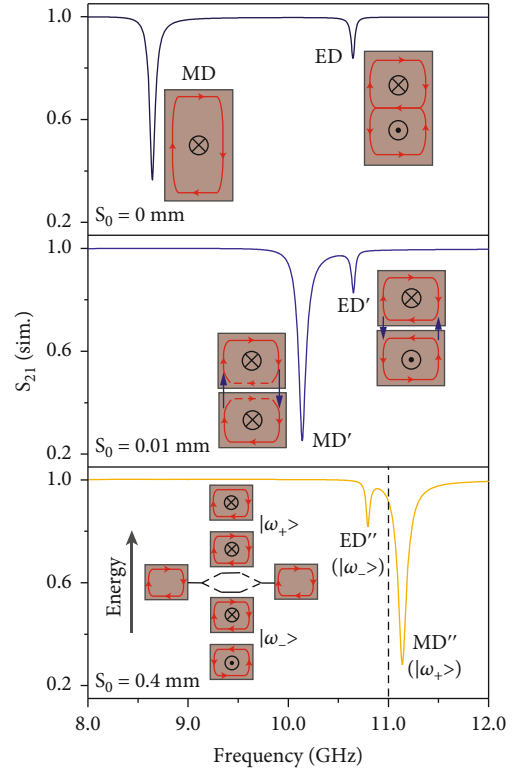 1.0
0.6
0.2
MD
ED
S₀ = 0 mm
1.0
0.6
0.2
ED′
MD′
S₀ = 0.01 mm
1.0
0.6
0.2
Energy
|ω₊>
|ω₋>
ED″
(|ω₋>)
MD″
(|ω₊>)
S₀ = 0.4 mm
S₂₁ (sim.)
8.0 9.0 10.0 11.0 12.0
Frequency (GHz)